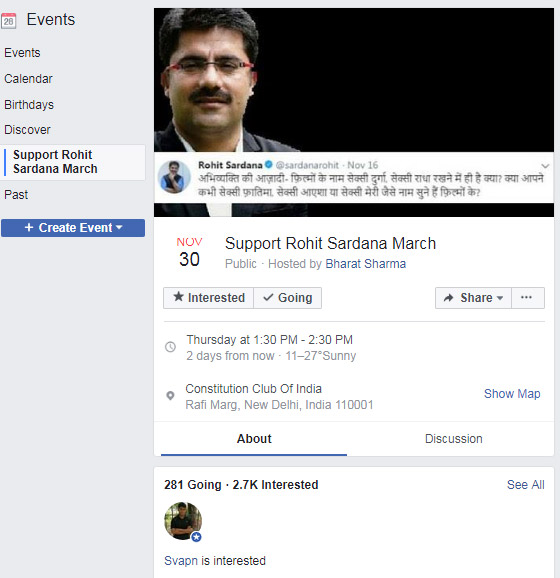 28
Events
Events
Calendar
Birthdays
Discover
Support Rohit
Sardana March
Past
+ Create Event
Rohit Sardana @sardanarohit · Nov 16
अभिव्यक्ति की आज़ादी- फ़िल्मों के नाम सेक्सी दुर्गा, सेक्सी राधा रखने में ही है क्या? क्या आपने
कभी सेक्सी फ़ातिमा, सेक्सी आएशा या सेक्सी मेरी जैसे नाम सुने हैं फ़िल्मों के?
NOV
30
Support Rohit Sardana March
Public · Hosted by Bharat Sharma
Interested
Going
Share
Thursday at 1:30 PM - 2:30 PM
2 days from now · 11–27°Sunny
Constitution Club Of India
Rafi Marg, New Delhi, India 110001
Show Map
About
Discussion
281 Going · 2.7K Interested
See All
Svapn is interested